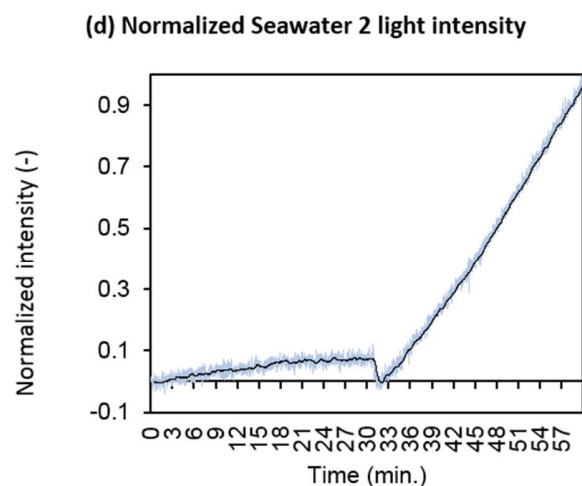 (d) Normalized Seawater 2 light intensity
Normalized intensity (-)
0.9
0.7
0.5
0.3
0.1
-0.1
0 3 6 9 12 15 18 21 24 27 30 33 36 39 42 45 48 51 54 57
Time (min.)